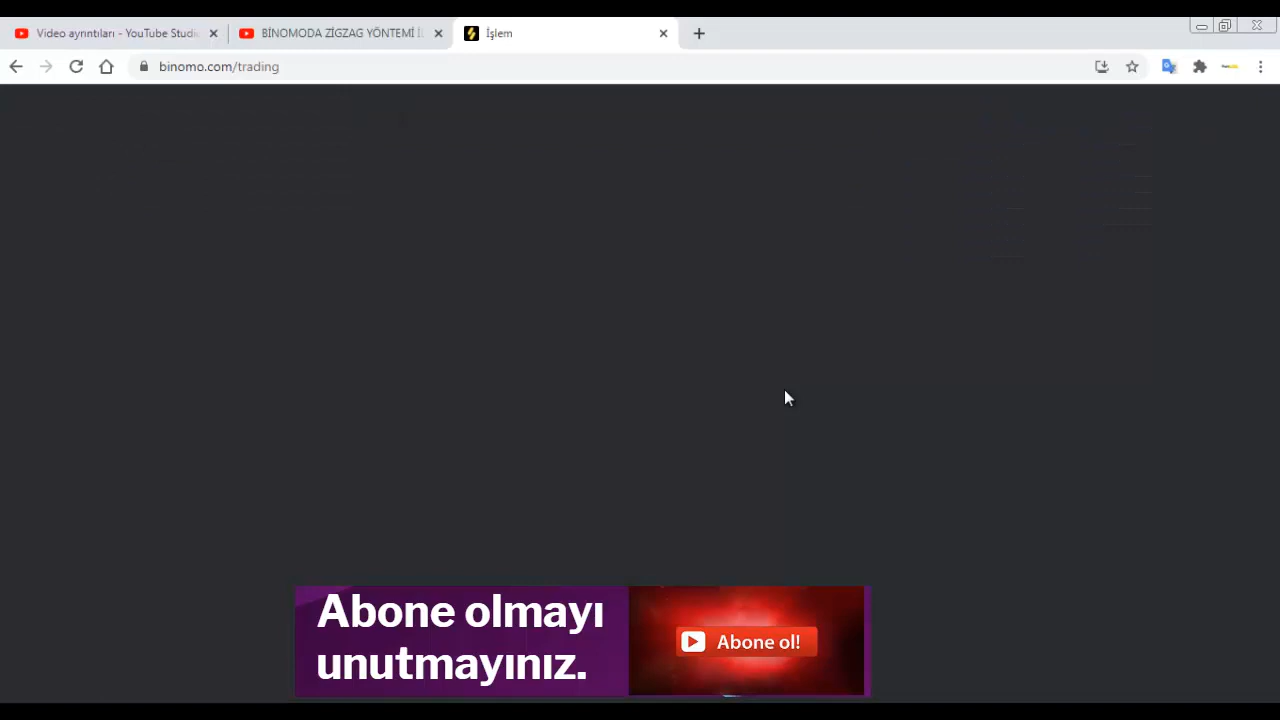 Video ayrıntıları - YouTube Studi
BİNOMODA ZİGZAG YÖNTEMİ İL
İşlem
binomo.com/trading
Abone olmayı
unutmayınız.
Abone ol!